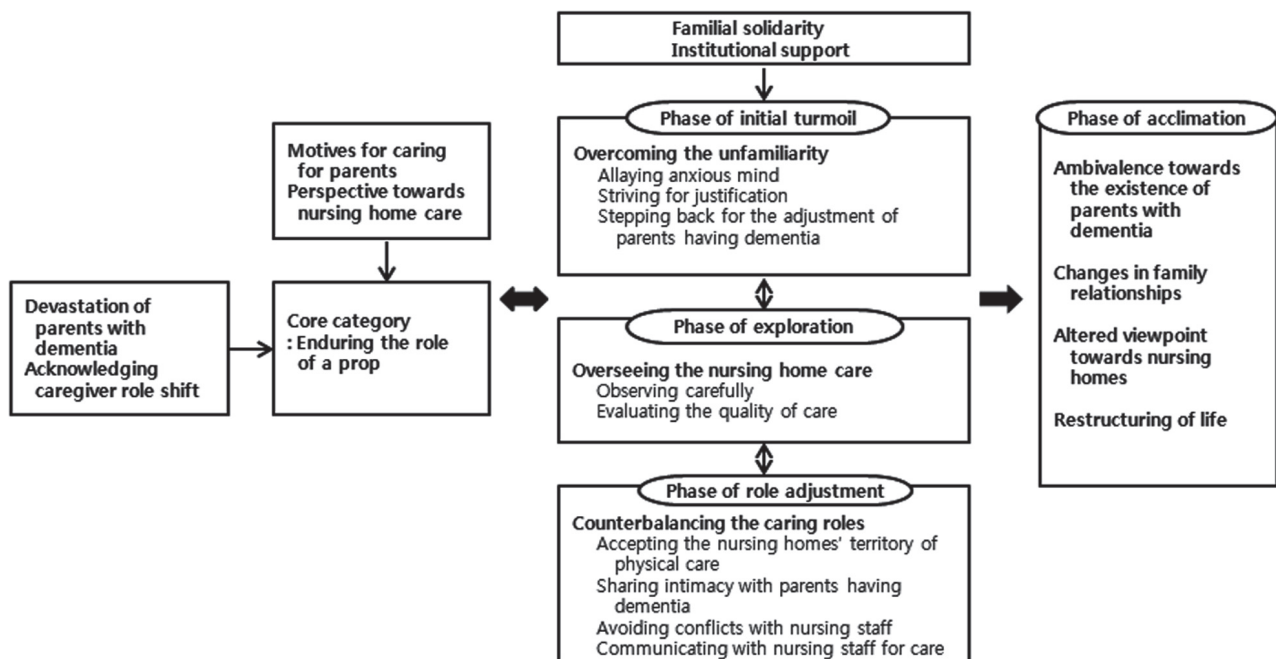 Familial solidarity
Institutional support
Motives for caring
for parents
Perspective towards
nursing home care
Devastation of
parents with
dementia
Acknowledging
caregiver role shift
Core category
: Enduring the role
of a prop
Phase of initial turmoil
Overcoming the unfamiliarity
Allaying anxious mind
Striving for justification
Stepping back for the adjustment of
parents having dementia
Phase of exploration
Overseeing the nursing home care
Observing carefully
Evaluating the quality of care
Phase of role adjustment
Counterbalancing the caring roles
Accepting the nursing homes' territory of
physical care
Sharing intimacy with parents having
dementia
Avoiding conflicts with nursing staff
Communicating with nursing staff for care
Phase of acclimation
Ambivalence towards
the existence of
parents with
dementia
Changes in family
relationships
Altered viewpoint
towards nursing
homes
Restructuring of life